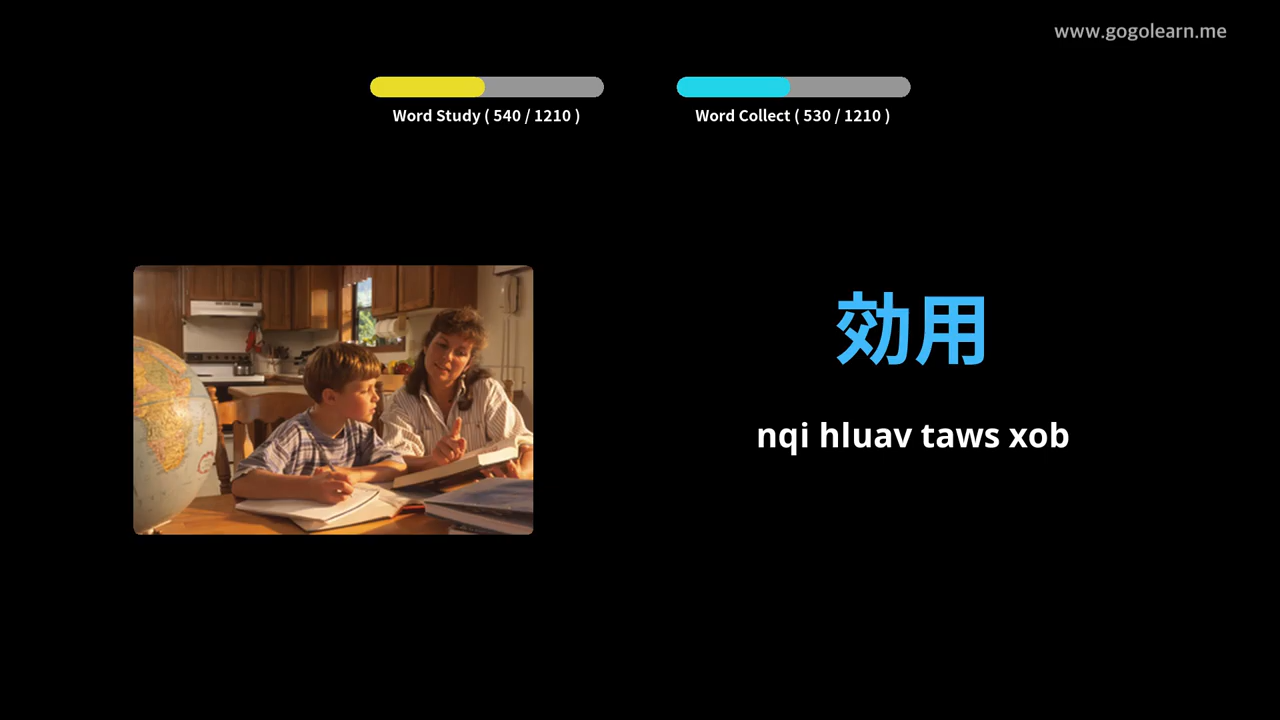 www.gogolearn.me
Word Study ( 540 / 1210 )
Word Collect ( 530 / 1210 )
効用
nqi hluav taws xob